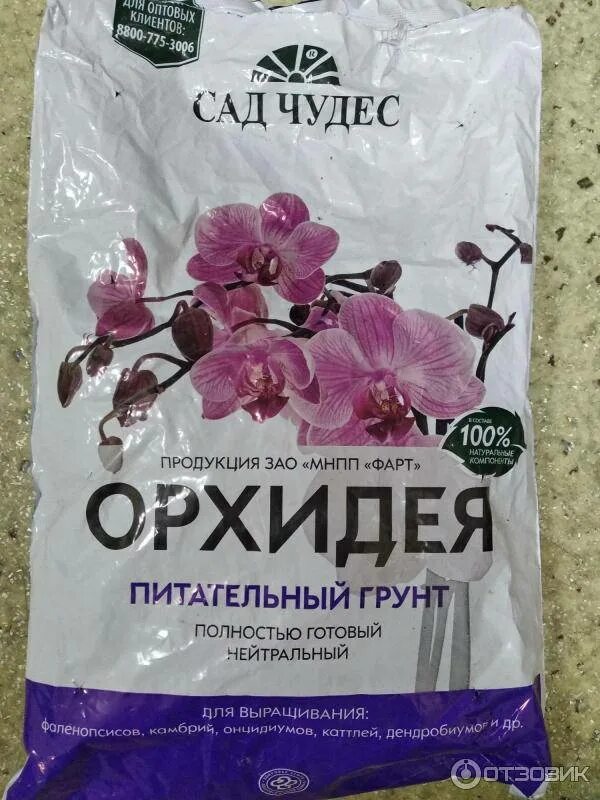 ДЛЯ ОПТОВЫХ
КЛИЕНТОВ:
8800-775-3006
САД ЧУДЕС
В СОСТАВЕ
100%
НАТУРАЛЬНЫЕ
КОМПОНЕНТЫ
ПРОДУКЦИЯ ЗАО «МНПП «ФАРТ»
ОРХИДЕЯ
ПИТАТЕЛЬНЫЙ ГРУНТ
ПОЛНОСТЬЮ ГОТОВЫЙ
НЕЙТРАЛЬНЫЙ
ДЛЯ ВЫРАЩИВАНИЯ:
фаленопсисов, камбрий, онцидиумов, каттлей, дендробиумов и др.
ОТЗОВИК